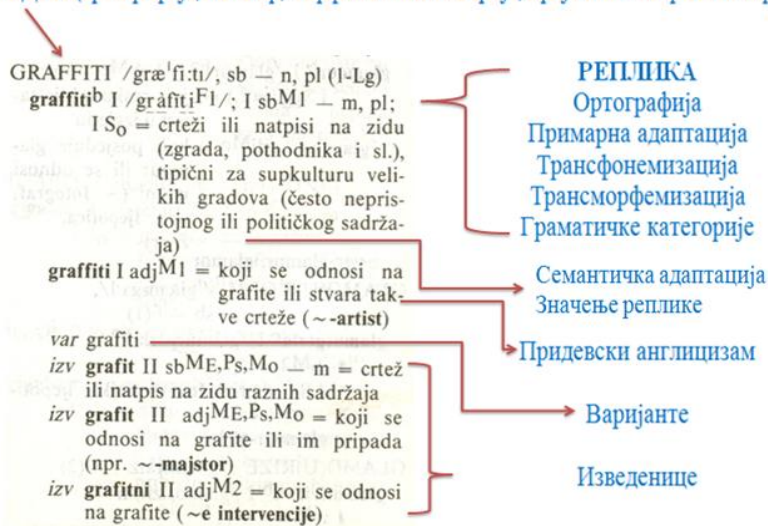 GRAFFITI /græˈfi:tɪ/, sb — n, pl (l-Lg)
graffitib I /gràfītiF1/; I sbM1 — m, pl;
I S0 = crteži ili natpisi na zidu
(zgrada, pothodnika i sl.),
tipični za supkulturu veli-
kih gradova (često nepris-
tojnog ili političkog sadrža-
ja)
graffiti I adjM1 = koji se odnosi na
grafite ili stvara tak-
ve crteže (~-artist)
var grafiti
izv grafit II sbME,Ps,Mo — m = crtež
ili natpis na zidu raznih sadržaja
izv grafit II adjME,Ps,Mo = koji se
odnosi na grafite ili im pripada
(npr. ~-majstor)
izv grafitni II adjM2 = koji se odnosi
na grafite (~e intervencije)
РЕПЛИКА
Ортографија
Примарна адаптација
Трансфонемизација
Трансморфемизација
Граматичке категорије
Семантичка адаптација
Значење реплике
Придевски англицизам
Варијанте
Изведенице